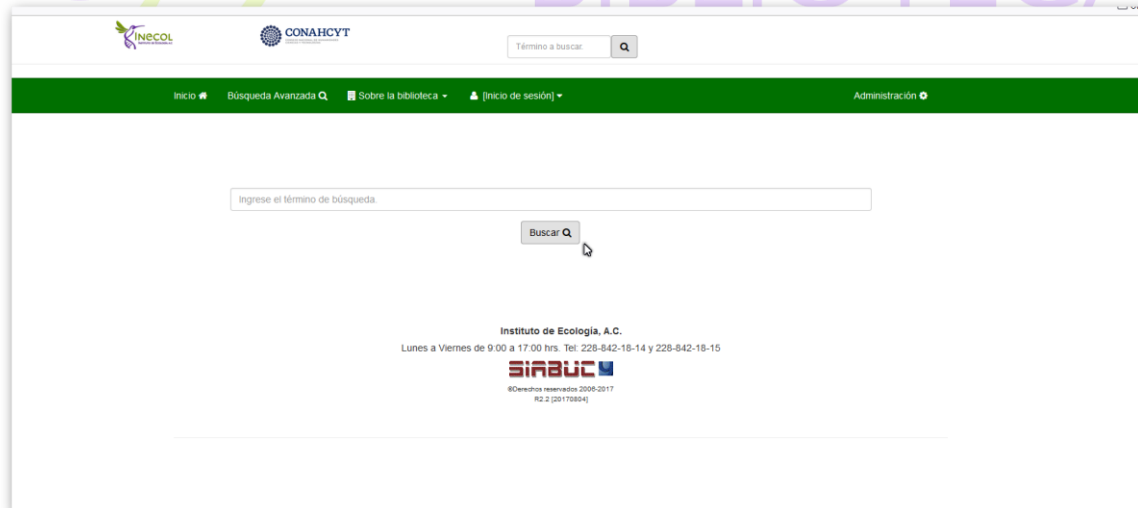 BIBLIOTECA
INECOL
CONAHCYT
Término a buscar.
Inicio
Búsqueda Avanzada
Sobre la biblioteca
[Inicio de sesión]
Administración
Ingrese el término de búsqueda.
Buscar
Instituto de Ecología, A.C.
Lunes a Viernes de 9:00 a 17:00 hrs. Tel: 228-842-18-14 y 228-842-18-15
SIABUC
®Derechos reservados 2006-2017
R2.2 [20170804]